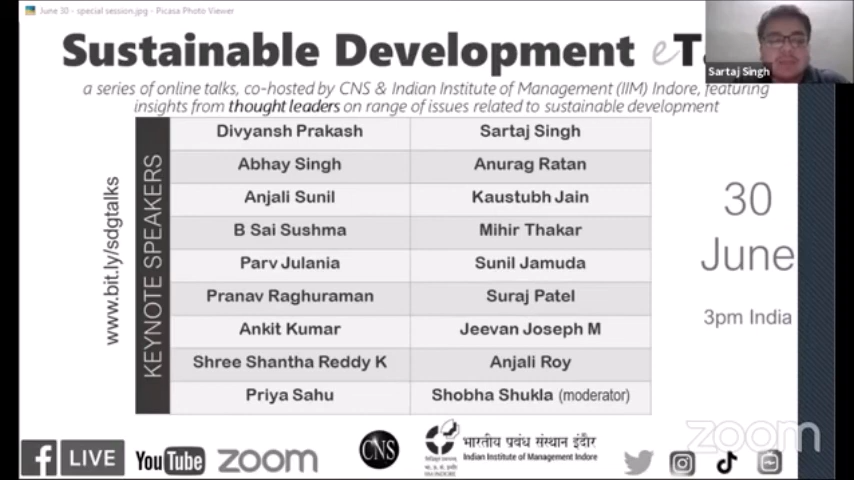 June 30 - special session.jpg - Picasa Photo Viewer
Sustainable Development eT
Sartaj Singh
a series of online talks, co-hosted by CNS & Indian Institute of Management (IIM) Indore, featuring
insights from thought leaders on range of issues related to sustainable development
www.bit.ly/sdgtalks
KEYNOTE SPEAKERS
Divyansh Prakash Sartaj Singh
Abhay Singh Anurag Ratan
Anjali Sunil Kaustubh Jain
B Sai Sushma Mihir Thakar
Parv Julania Sunil Jamuda
Pranav Raghuraman Suraj Patel
Ankit Kumar Jeevan Joseph M
Shree Shantha Reddy K Anjali Roy
Priya Sahu Shobha Shukla (moderator)
30
June
3pm India
zoom
f LIVE
YouTube
zoom
CNS
भारतीय प्रबंध संस्थान इंदौर
Indian Institute of Management Indore